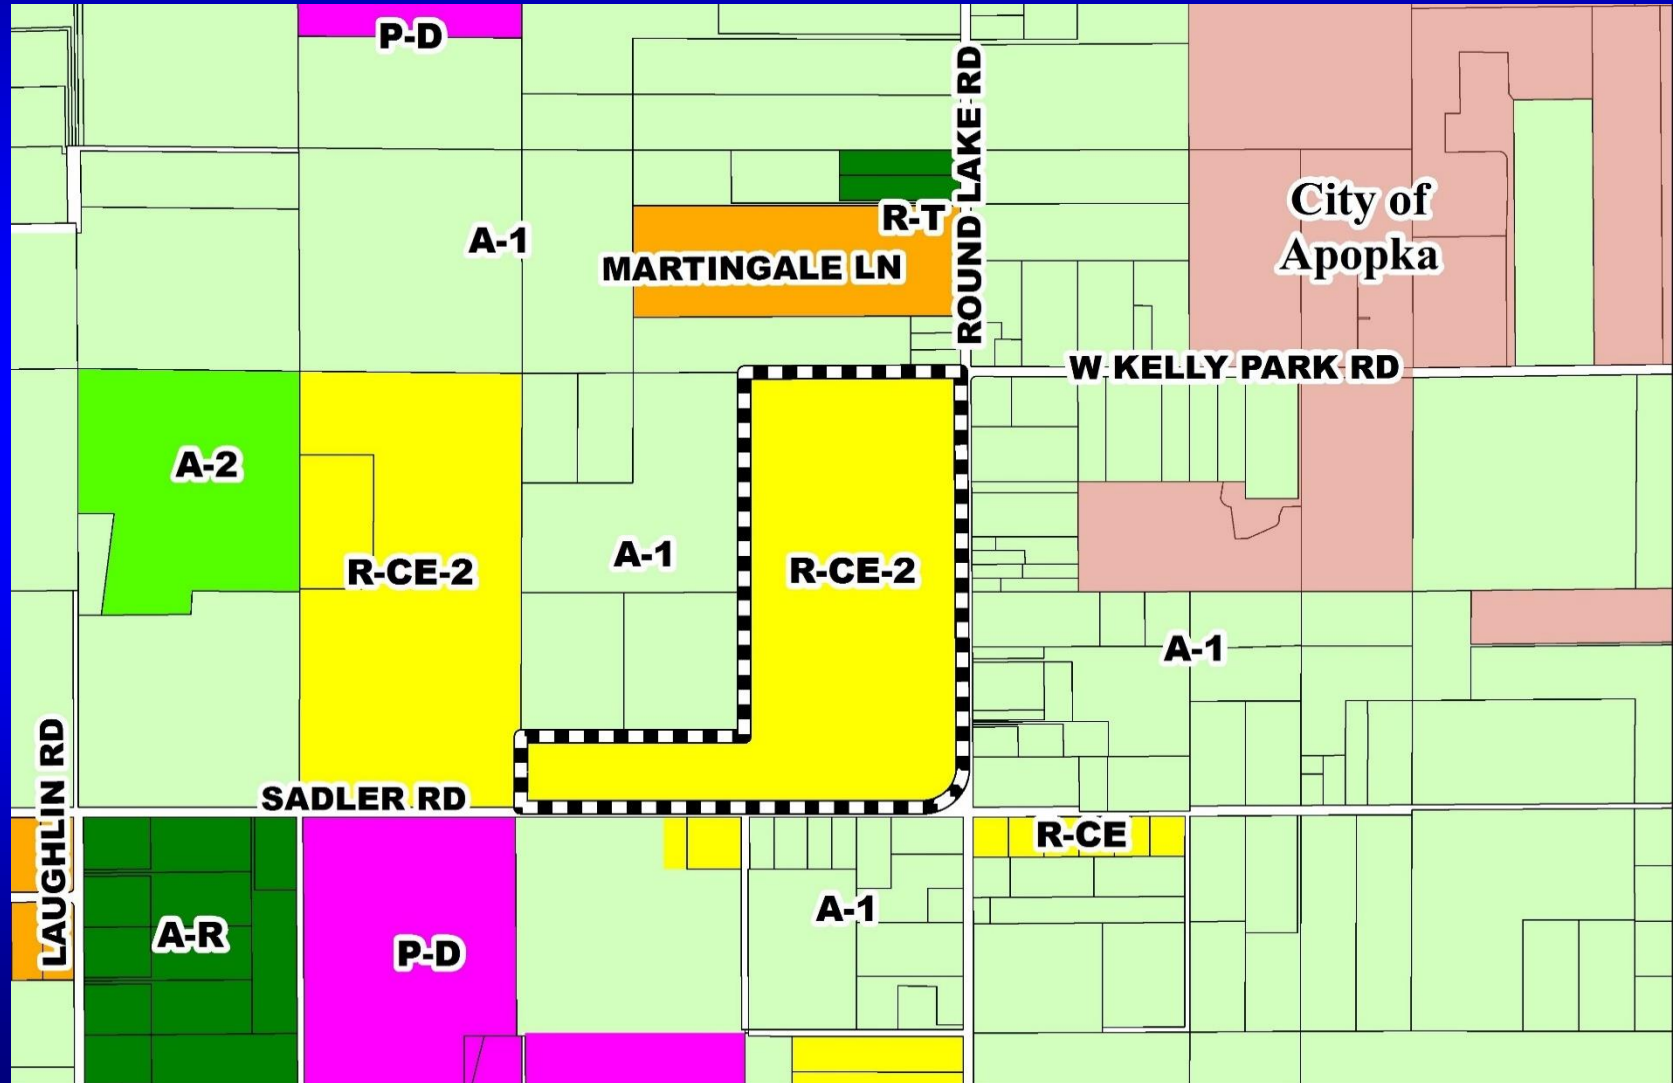 P-D
ROUND LAKE RD
City of
Apopka
R-T
A-1
MARTINGALE LN
W KELLY PARK RD
A-2
R-CE-2
A-1
R-CE-2
A-1
LAUGHLIN RD
SADLER RD
R-CE
A-1
A-R
P-D